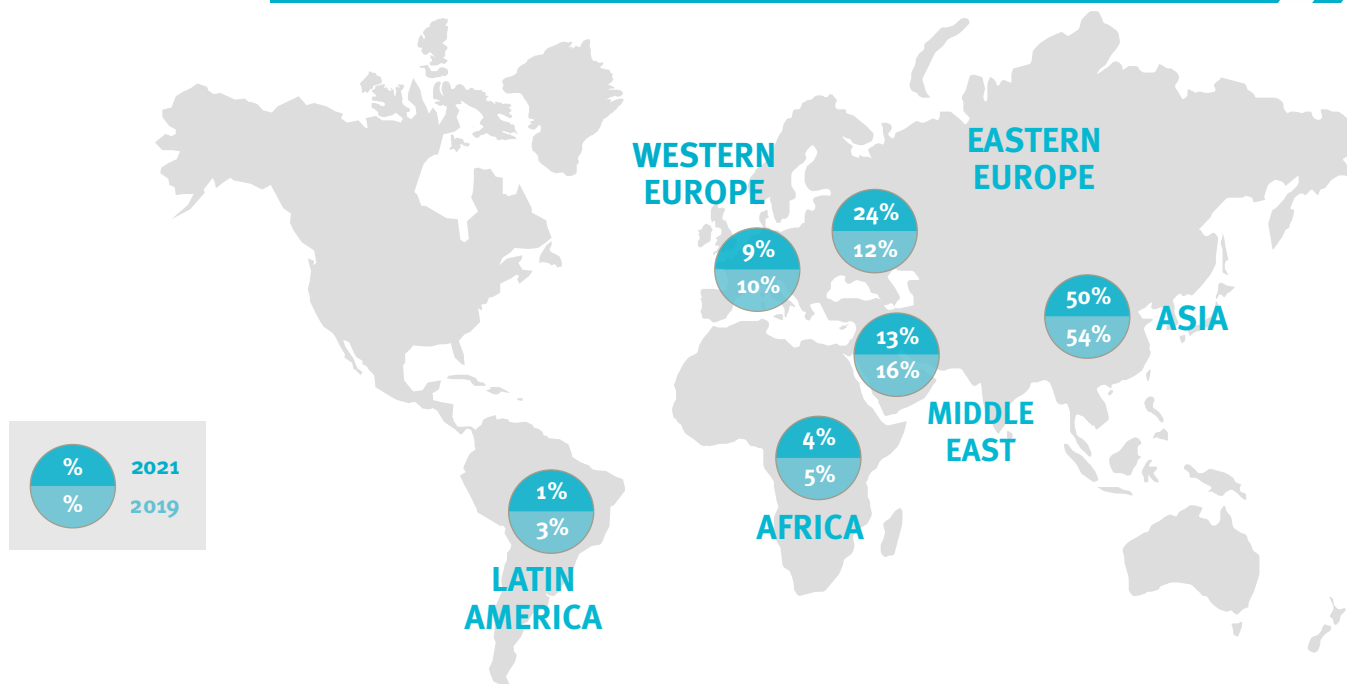 WESTERN
EUROPE
EASTERN
EUROPE
24%
12%
9%
10%
50%
54%
ASIA
13%
16%
MIDDLE
EAST
4%
5%
AFRICA
% 2021
% 2019
1%
3%
LATIN
AMERICA